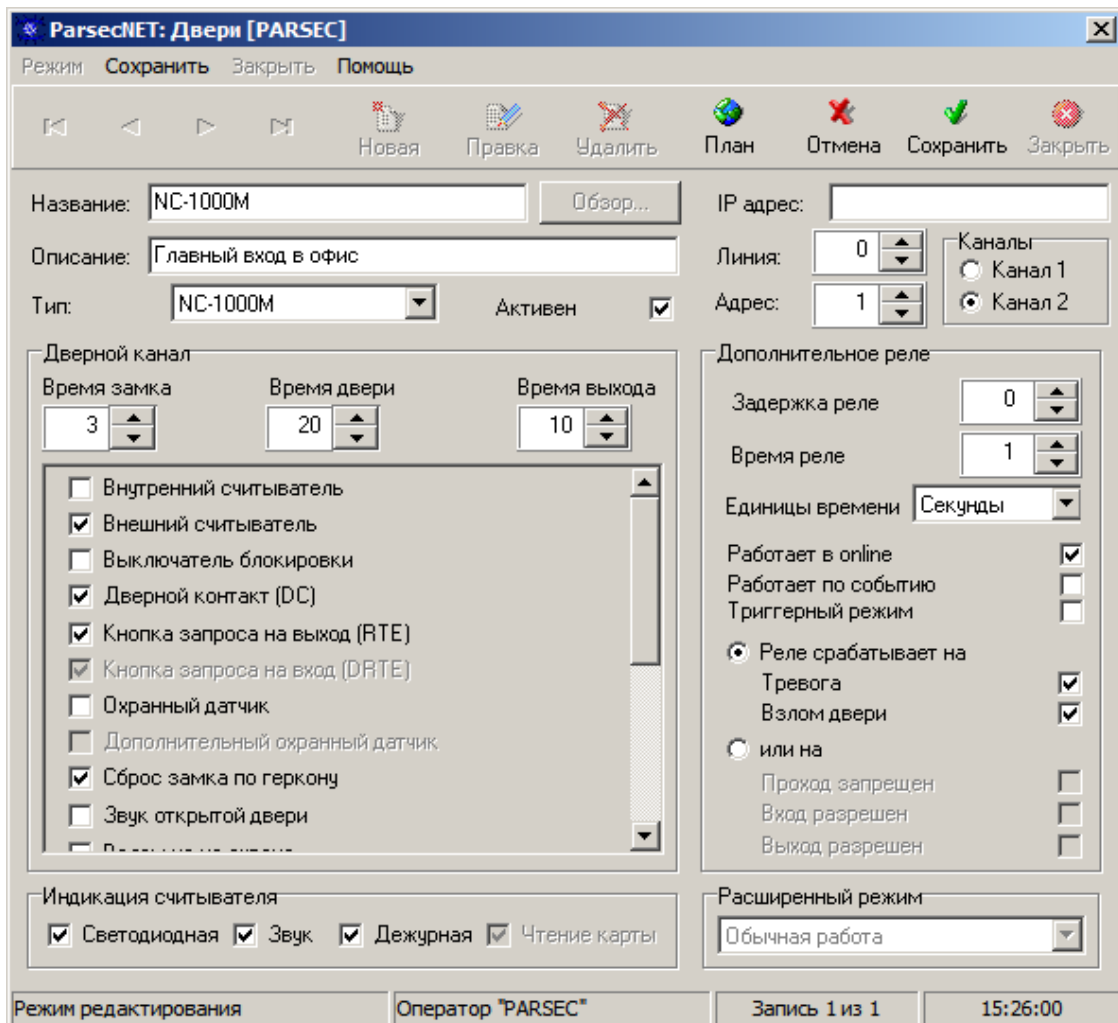 ParsecNET: Двери [PARSEC]
Режим Сохранить Закрыть Помощь
Новая Правка Удалить План Отмена Сохранить Закрыть
Название: NC-1000M Обзор... IP адрес:
Описание: Главный вход в офис Линия: 0 Каналы
Канал 1
Тип: NC-1000M Активен Адрес: 1 Канал 2
Дверной канал
Время замка Время двери Время выхода
3 20 10
Внутренний считыватель
Внешний считыватель
Выключатель блокировки
Дверной контакт (DC)
Кнопка запроса на выход (RTE)
Кнопка запроса на вход (DRTE)
Охранный датчик
Дополнительный охранный датчик
Сброс замка по геркону
Звук открытой двери
Дополнительное реле
Задержка реле 0
Время реле 1
Единицы времени Секунды
Работает в online
Работает по событию
Триггерный режим
Реле срабатывает на
Тревога
Взлом двери
или на
Проход запрещен
Вход разрешен
Выход разрешен
Индикация считывателя
Светодиодная Звук Дежурная Чтение карты
Расширенный режим
Обычная работа
Режим редактирования Оператор "PARSEC" Запись 1 из 1 15:26:00